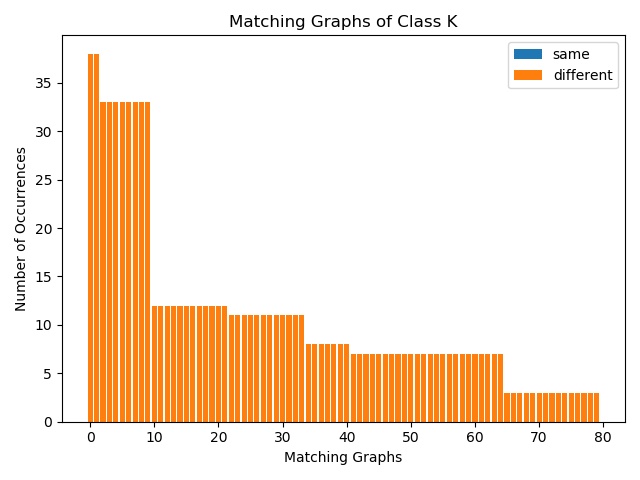 Matching Graphs of Class K
same
different
Number of Occurrences
35
30
25
20
15
10
5
0
0 10 20 30 40 50 60 70 80
Matching Graphs